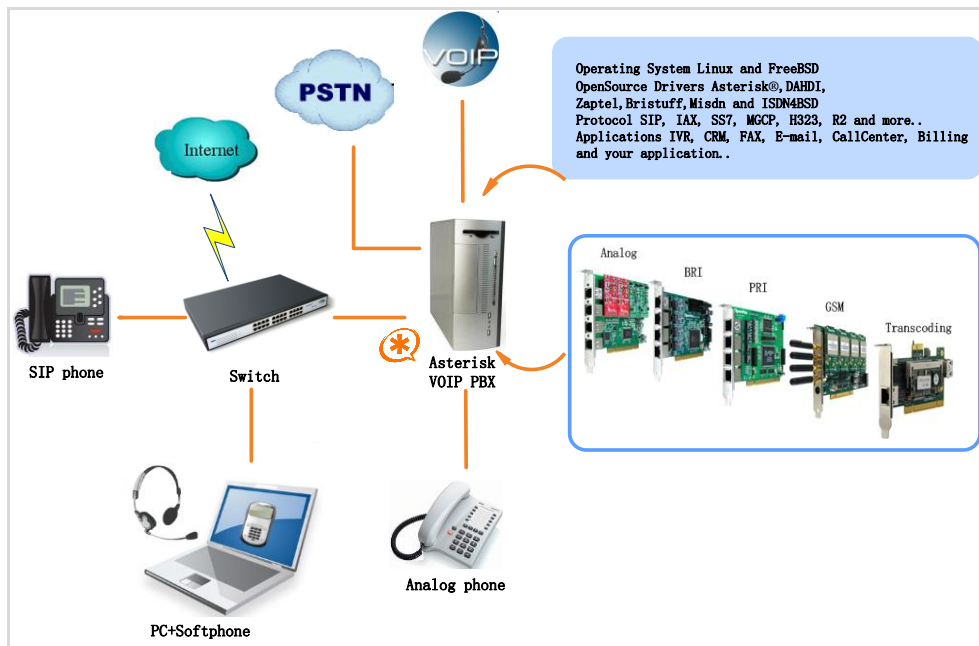 VOIP
PSTN
Internet
Operating System Linux and FreeBSD
OpenSource Drivers Asterisk®,DAHDI,
Zaptel,Bristuff,Misdn and ISDN4BSD
Protocol SIP, IAX, SS7, MGCP, H323, R2 and more..
Applications IVR, CRM, FAX, E-mail, CallCenter, Billing
and your application..
Analog
BRI
PRI
GSM
Transcoding
SIP phone
Switch
Asterisk
VOIP PBX
Analog phone
PC+Softphone